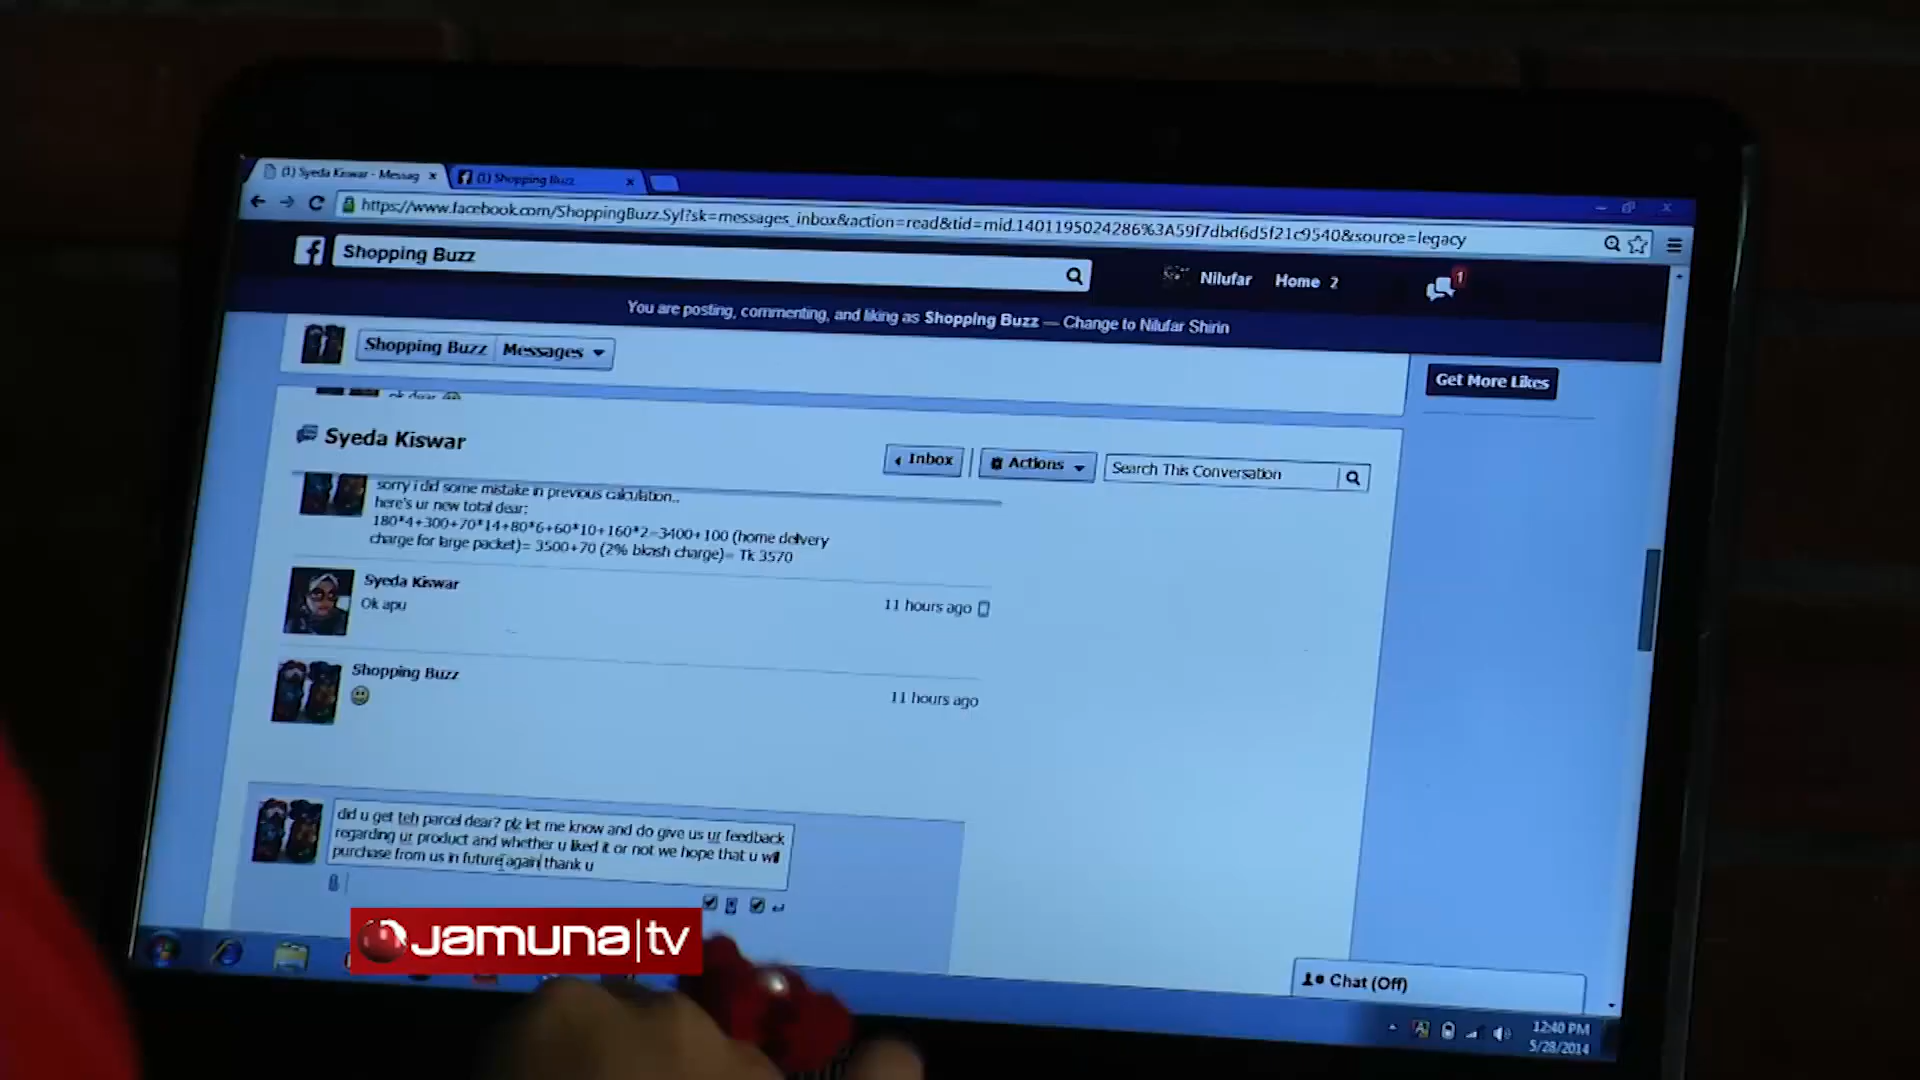 (1) Syeda Kiswar - Messag
(1) Shopping Buzz
https://www.facebook.com/ShoppingBuzz.Syl?sk=messages_inbox&action=read&tid=mid.1401195024286%3A59f7dbd6d5f21c9540&source=legacy
Shopping Buzz
Nilufar Home 2
1
You are posting, commenting, and liking as Shopping Buzz — Change to Nilufar Shirin
Shopping Buzz Messages
Get More Likes
ok dear
Syeda Kiswar
Inbox
Actions
Search This Conversation
sorry i did some mistake in previous calculation..
here's ur new total dear:
180*4+300+70*14+80*6+60*10+160*2=3400+100 (home delivery
charge for large packet)= 3500+70 (2% bkash charge)= Tk 3570
Syeda Kiswar
Ok apu
11 hours ago
Shopping Buzz
11 hours ago
did u get teh parcel dear? plz let me know and do give us ur feedback
regarding ur product and whether u liked it or not we hope that u will
purchase from us in future again thank u
Jamuna|tv
Chat (Off)
12:40 PM
5/28/2014